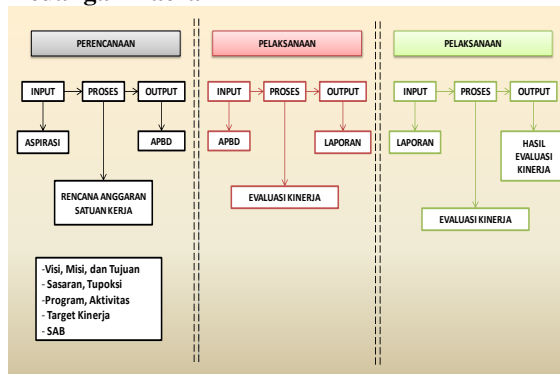 PERENCANAAN
INPUT
PROSES
OUTPUT
ASPIRASI
APBD
RENCANA ANGGARAN
SATUAN KERJA
-Visi, Misi, dan Tujuan
- Sasaran, Tupoksi
-Program, Aktivitas
- Target Kinerja
- SAB
PELAKSANAAN
INPUT
PROSES
OUTPUT
APBD
LAPORAN
EVALUASI KINERJA
PELAKSANAAN
INPUT
PROSES
OUTPUT
LAPORAN
HASIL
EVALUASI
KINERJA
EVALUASI KINERJA